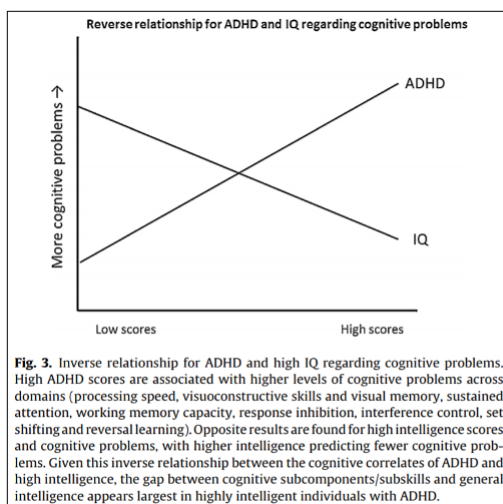 Reverse relationship for ADHD and IQ regarding cognitive problems
ADHD
More cognitive problems →
IQ
Low scores
High scores
Fig. 3. Inverse relationship for ADHD and high IQ regarding cognitive problems.
High ADHD scores are associated with higher levels of cognitive problems across
domains (processing speed, visuoconstructive skills and visual memory, sustained
attention, working memory capacity, response inhibition, interference control, set
shifting and reversal learning). Opposite results are found for high intelligence scores
and cognitive problems, with higher intelligence predicting fewer cognitive prob-
lems. Given this inverse relationship between the cognitive correlates of ADHD and
high intelligence, the gap between cognitive subcomponents/subskills and general
intelligence appears largest in highly intelligent individuals with ADHD.